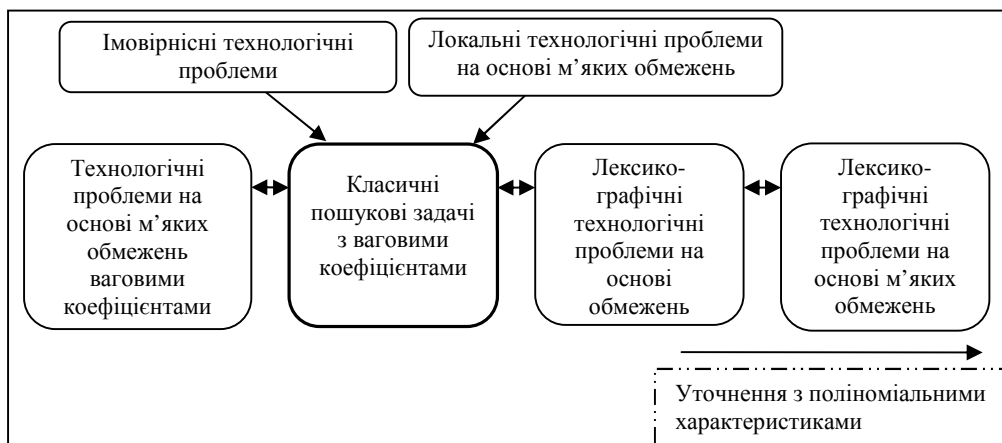 Імовірнісні технологічні
проблеми
Локальні технологічні проблеми
на основі м’яких обмежень
Технологічні
проблеми на
основі м’яких
обмежень
ваговими
коефіцієнтами
Класичні
пошукові задачі
з ваговими
коефіцієнтами
Лексико-
графічні
технологічні
проблеми на
основі
обмежень
Лексико-
графічні
технологічні
проблеми на
основі м’яких
обмежень
Уточнення з поліноміальними
характеристиками